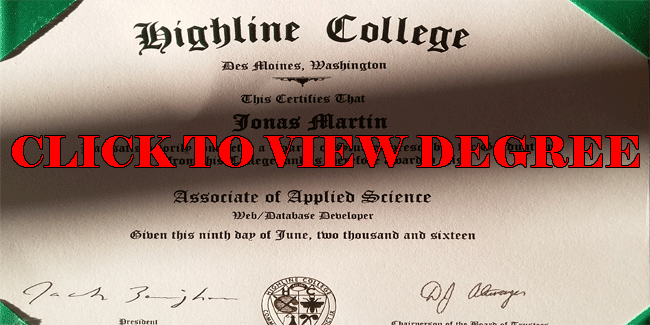 Highline College
Des Moines, Washington
This Certifies That
Jonas Martin
CLICK TO VIEW DEGREE
Associate of Applied Science
Web/Database Developer
Given this ninth day of June, two thousand and sixteen
HIGHLINE COLLEGE
President
Chairperson of the Board of Trustees